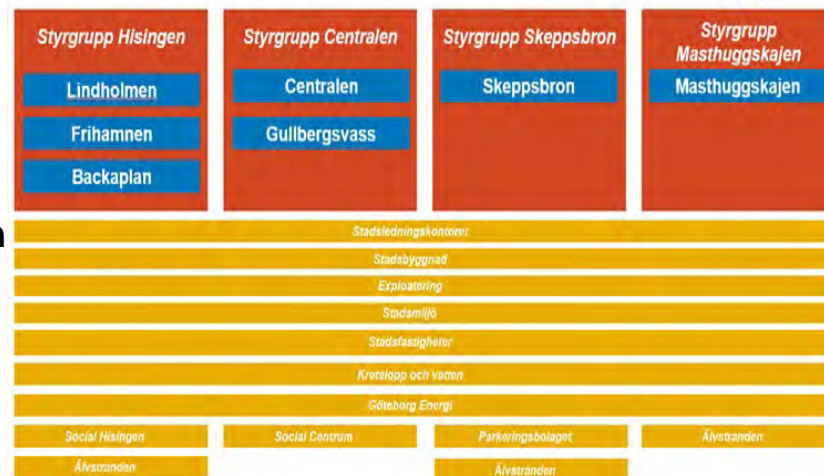 Styrgrupp Hisingen
Lindholmen
Frihamnen
Backaplan
Styrgrupp Centralen
Centralen
Gullbergsvass
Styrgrupp Skeppsbron
Skeppsbron
Styrgrupp
Masthuggskajen
Masthuggskajen
n
Stadsledningskontoret
Stadsbyggnad
Exploatering
Stadsmiljö
Stadsfastigheter
Kretslopp och vatten
Göteborg Energi
Social Hisingen
Social Centrum
Parkeringsbolaget
Älvstranden
Älvstranden
Älvstranden